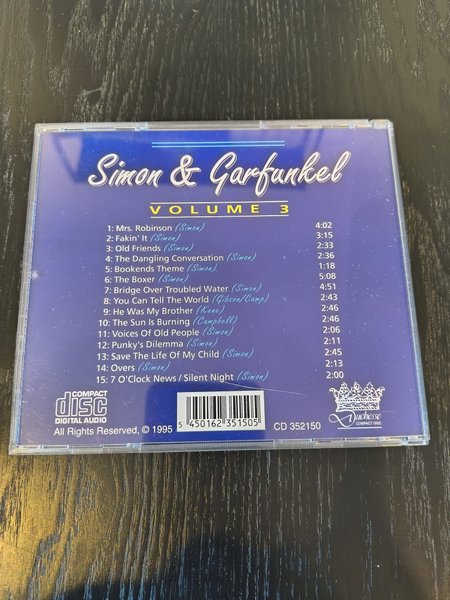 Simon & Garfunkel
VOLUME 3
1: Mrs. Robinson (Simon) 4:02
2: Fakin' It (Simon) 3:15
3: Old Friends (Simon) 2:33
4: The Dangling Conversation (Simon) 2:36
5: Bookends Theme (Simon) 1:18
6: The Boxer (Simon) 5:08
7: Bridge Over Troubled Water (Simon) 4:51
8: You Can Tell The World (Gibson/Camp) 2:43
9: He Was My Brother (Kane) 2:46
10: The Sun Is Burning (Campbell) 2:46
11: Voices Of Old People (Simon) 2:06
12: Punky's Dilemma (Simon) 2:11
13: Save The Life Of My Child (Simon) 2:45
14: Overs (Simon) 2:13
15: 7 O'Clock News / Silent Night (Simon) 2:00
COMPACT
disc
DIGITAL AUDIO
All Rights Reserved, © 1995
5 450162 351505
CD 352150
Duchesse
COMPACT DISC